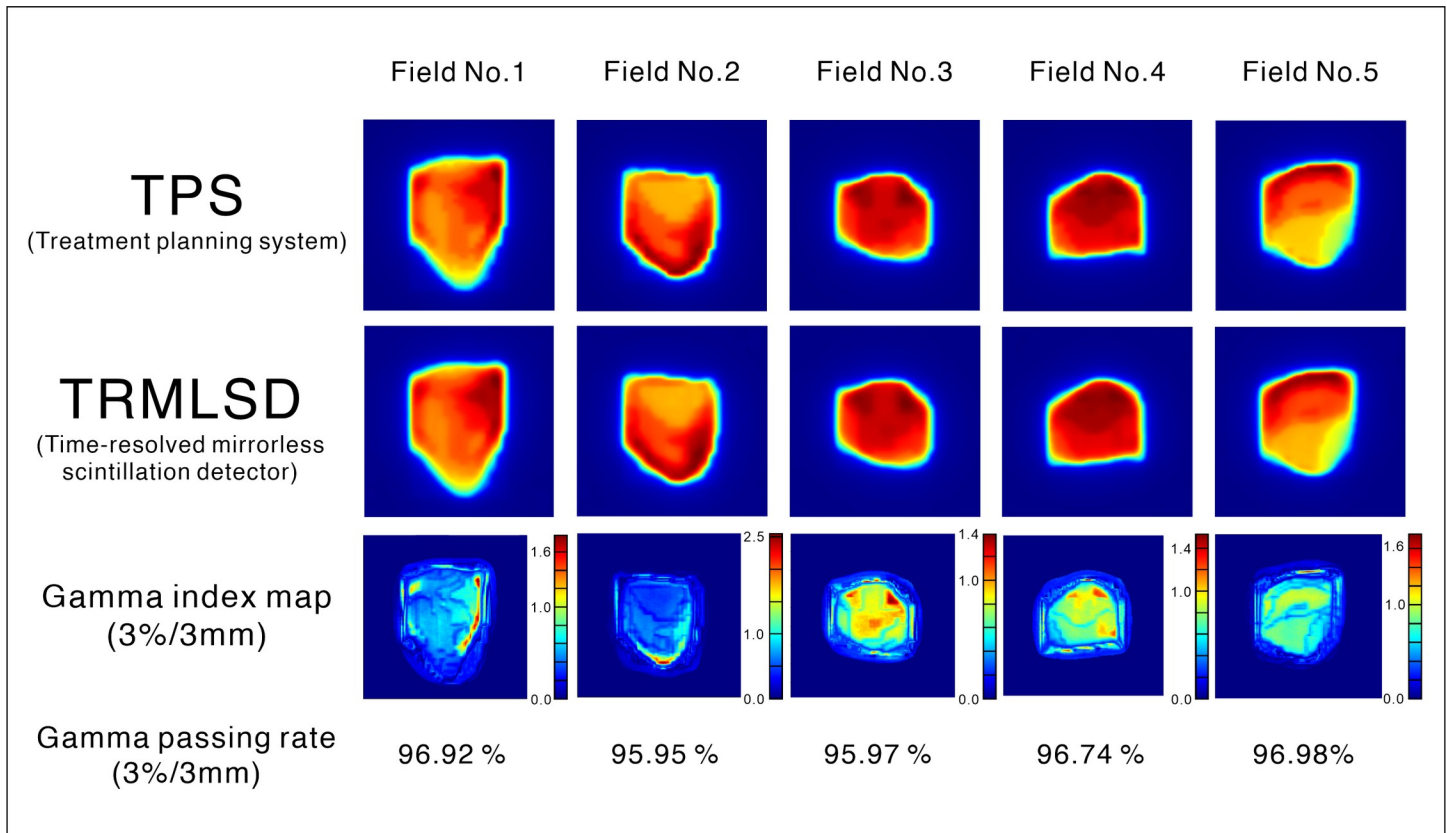 Field No.1 Field No.2 Field No.3 Field No.4 Field No.5
TPS
(Treatment planning system)
TRMLSD
(Time-resolved mirrorless
scintillation detector)
Gamma index map
(3%/3mm)
1.6
1.0
0.0
2.5
1.0
0.0
1.4
1.0
0.0
1.4
1.0
0.0
1.6
1.0
0.0
Gamma passing rate
(3%/3mm)
96.92 % 95.95 % 95.97 % 96.74 % 96.98%